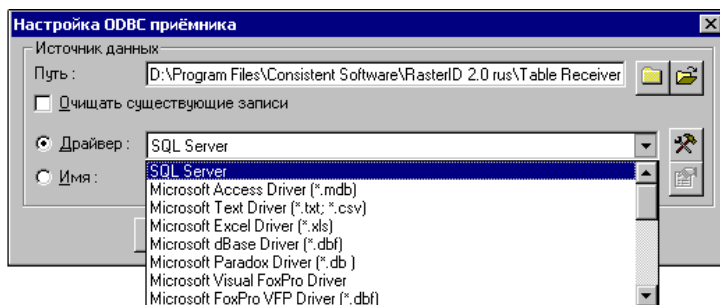 Настройка ODBC приёмника
Источник данных
Путь :
D:\Program Files\Consistent Software\RasterID 2.0 rus\Table Receiver
Очищать существующие записи
Драйвер :
SQL Server
Имя :
SQL Server
Microsoft Access Driver (*.mdb)
Microsoft Text Driver (*.txt; *.csv)
Microsoft Excel Driver (*.xls)
Microsoft dBase Driver (*.dbf)
Microsoft Paradox Driver (*.db )
Microsoft Visual FoxPro Driver
Microsoft FoxPro VFP Driver (*.dbf)